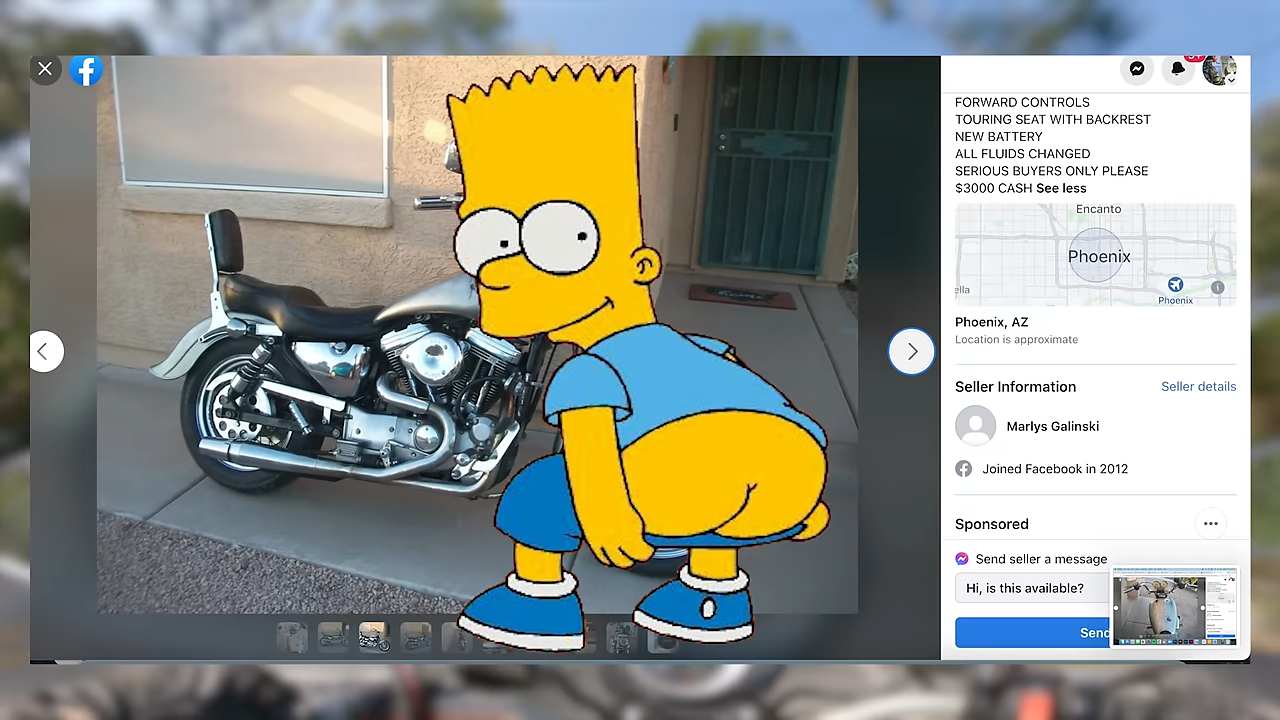 FORWARD CONTROLS
TOURING SEAT WITH BACKREST
NEW BATTERY
ALL FLUIDS CHANGED
SERIOUS BUYERS ONLY PLEASE
$3000 CASH See less
Encanto
Phoenix
ella
Phoenix
Phoenix, AZ
Location is approximate
Seller Information
Seller details
Marlys Galinski
Joined Facebook in 2012
Sponsored
Send seller a message
Hi, is this available?
Send